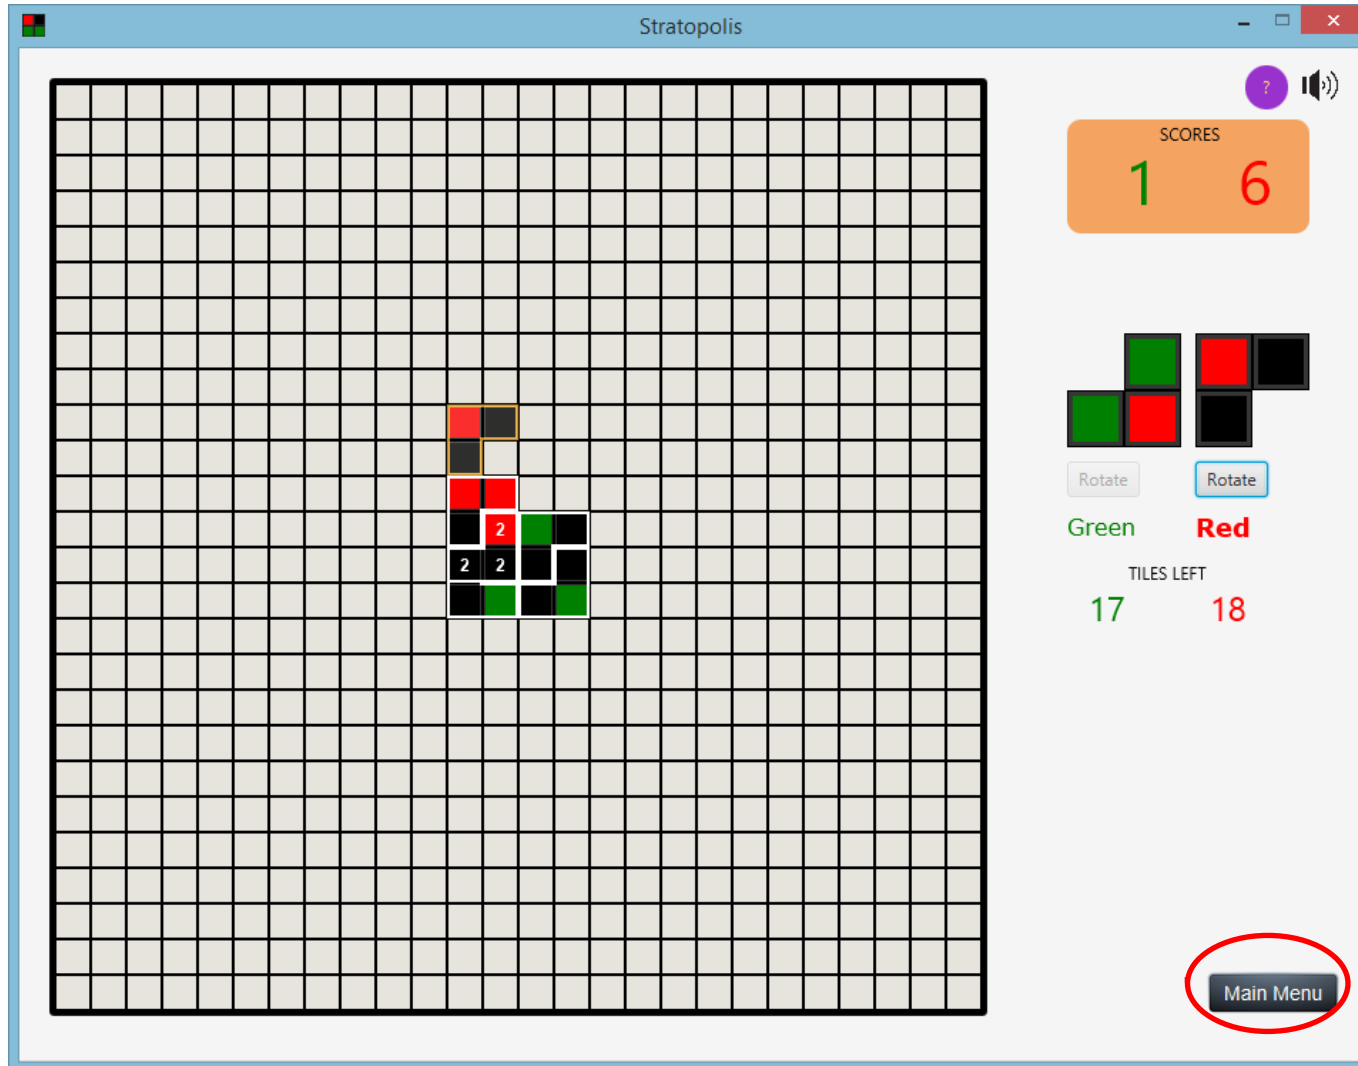 Stratopolis
?
SCORES
1 6
Rotate Rotate
Green Red
TILES LEFT
17 18
2
2 2
Main Menu